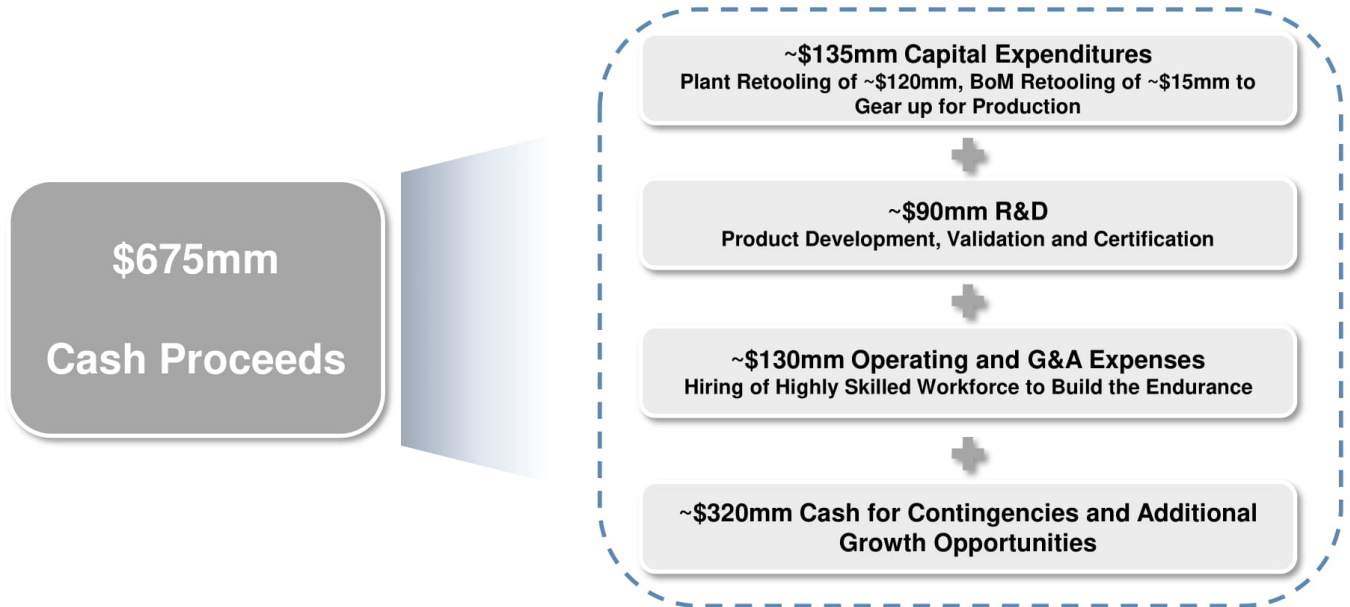 $675mm
Cash Proceeds
~$135mm Capital Expenditures
Plant Retooling of ~$120mm, BoM Retooling of ~$15mm to
Gear up for Production
~$90mm R&D
Product Development, Validation and Certification
~$130mm Operating and G&A Expenses
Hiring of Highly Skilled Workforce to Build the Endurance
~$320mm Cash for Contingencies and Additional
Growth Opportunities